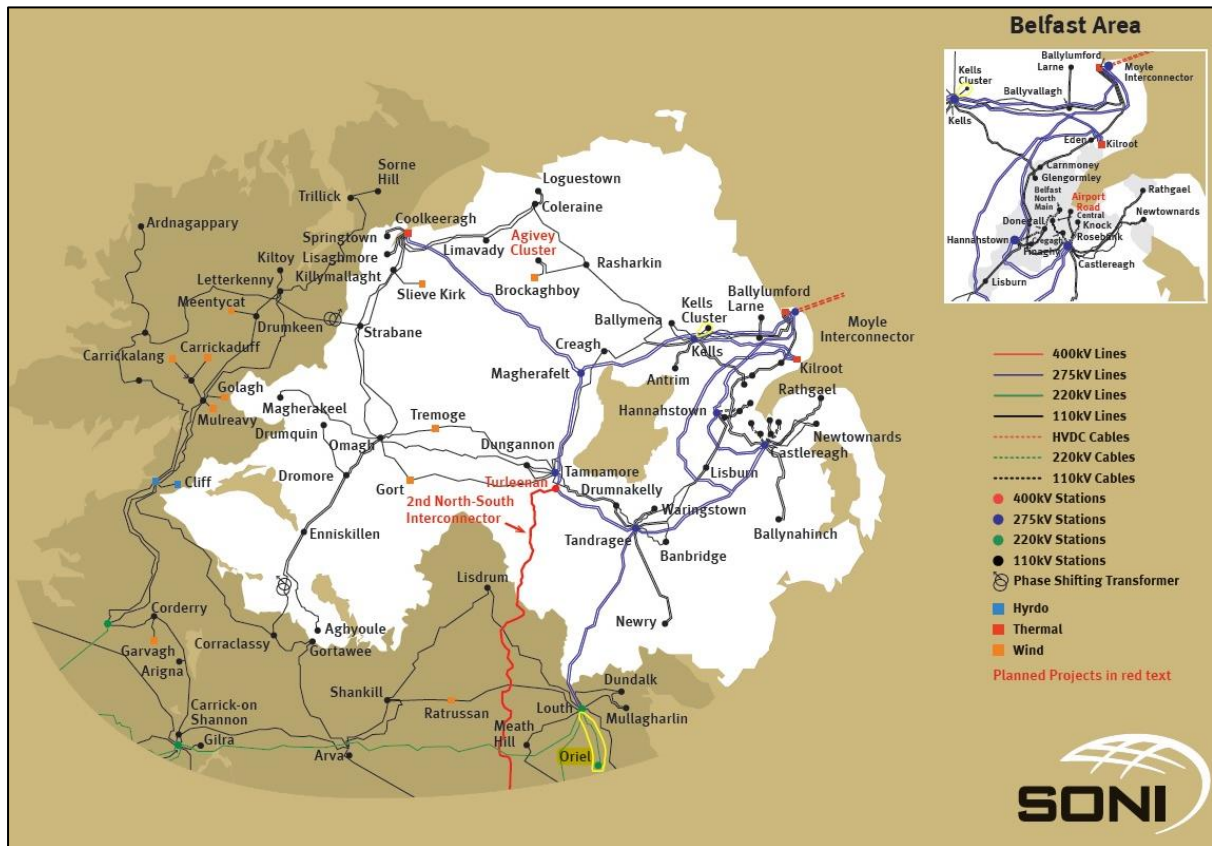 Belfast Area
Ballylumford
Larne
Moyle
Interconnector
Kells
Cluster
Ballyvallagh
Kells
Eden
Kilroot
Carnmoney
Glengormley
Belfast
North
Main
Airport
Road
Rathgael
Donegall
Central
Knock
Newtownards
Hannahstown
Cregagh
Rosebank
Finaghy
Castlereagh
Lisburn
Sorne
Hill
Trillick
Loguestown
Ardnagappary
Coolkeeragh
Coleraine
Springtown
Limavady
Agivey
Cluster
Lisaghmore
Kiltoy
Killymallaght
Rasharkin
Letterkenny
Slieve Kirk
Brockaghboy
Meentycat
Ballylumford
Larne
Kells
Cluster
Drumkeen
Strabane
Ballymena
Moyle
Interconnector
Creagh
Kells
Carrickalang
Carrickaduff
Magherafelt
Antrim
Kilroot
Golagh
Rathgael
Magherakeel
Hannahstown
Mulreavy
Tremoge
Drumquin
Dungannon
Newtownards
Omagh
Castlereagh
Dromore
Tamnamore
Lisburn
Cliff
Gort
Turleenan
Drumnakelly
2nd North-South
Interconnector
Waringstown
Enniskillen
Tandragee
Ballynahinch
Banbridge
Lisdrum
Corderry
Newry
Aghyoule
Garvagh
Corraclassy
Gortawee
Arigna
Shankill
Dundalk
Carrick-on
Shannon
Ratrussan
Louth
Mullagharlin
Meath
Hill
Gilra
Arva
Oriel
400kV Lines
275kV Lines
220kV Lines
110kV Lines
HVDC Cables
220kV Cables
110kV Cables
400kV Stations
275kV Stations
220kV Stations
110kV Stations
Phase Shifting Transformer
Hyrdo
Thermal
Wind
Planned Projects in red text
SONI